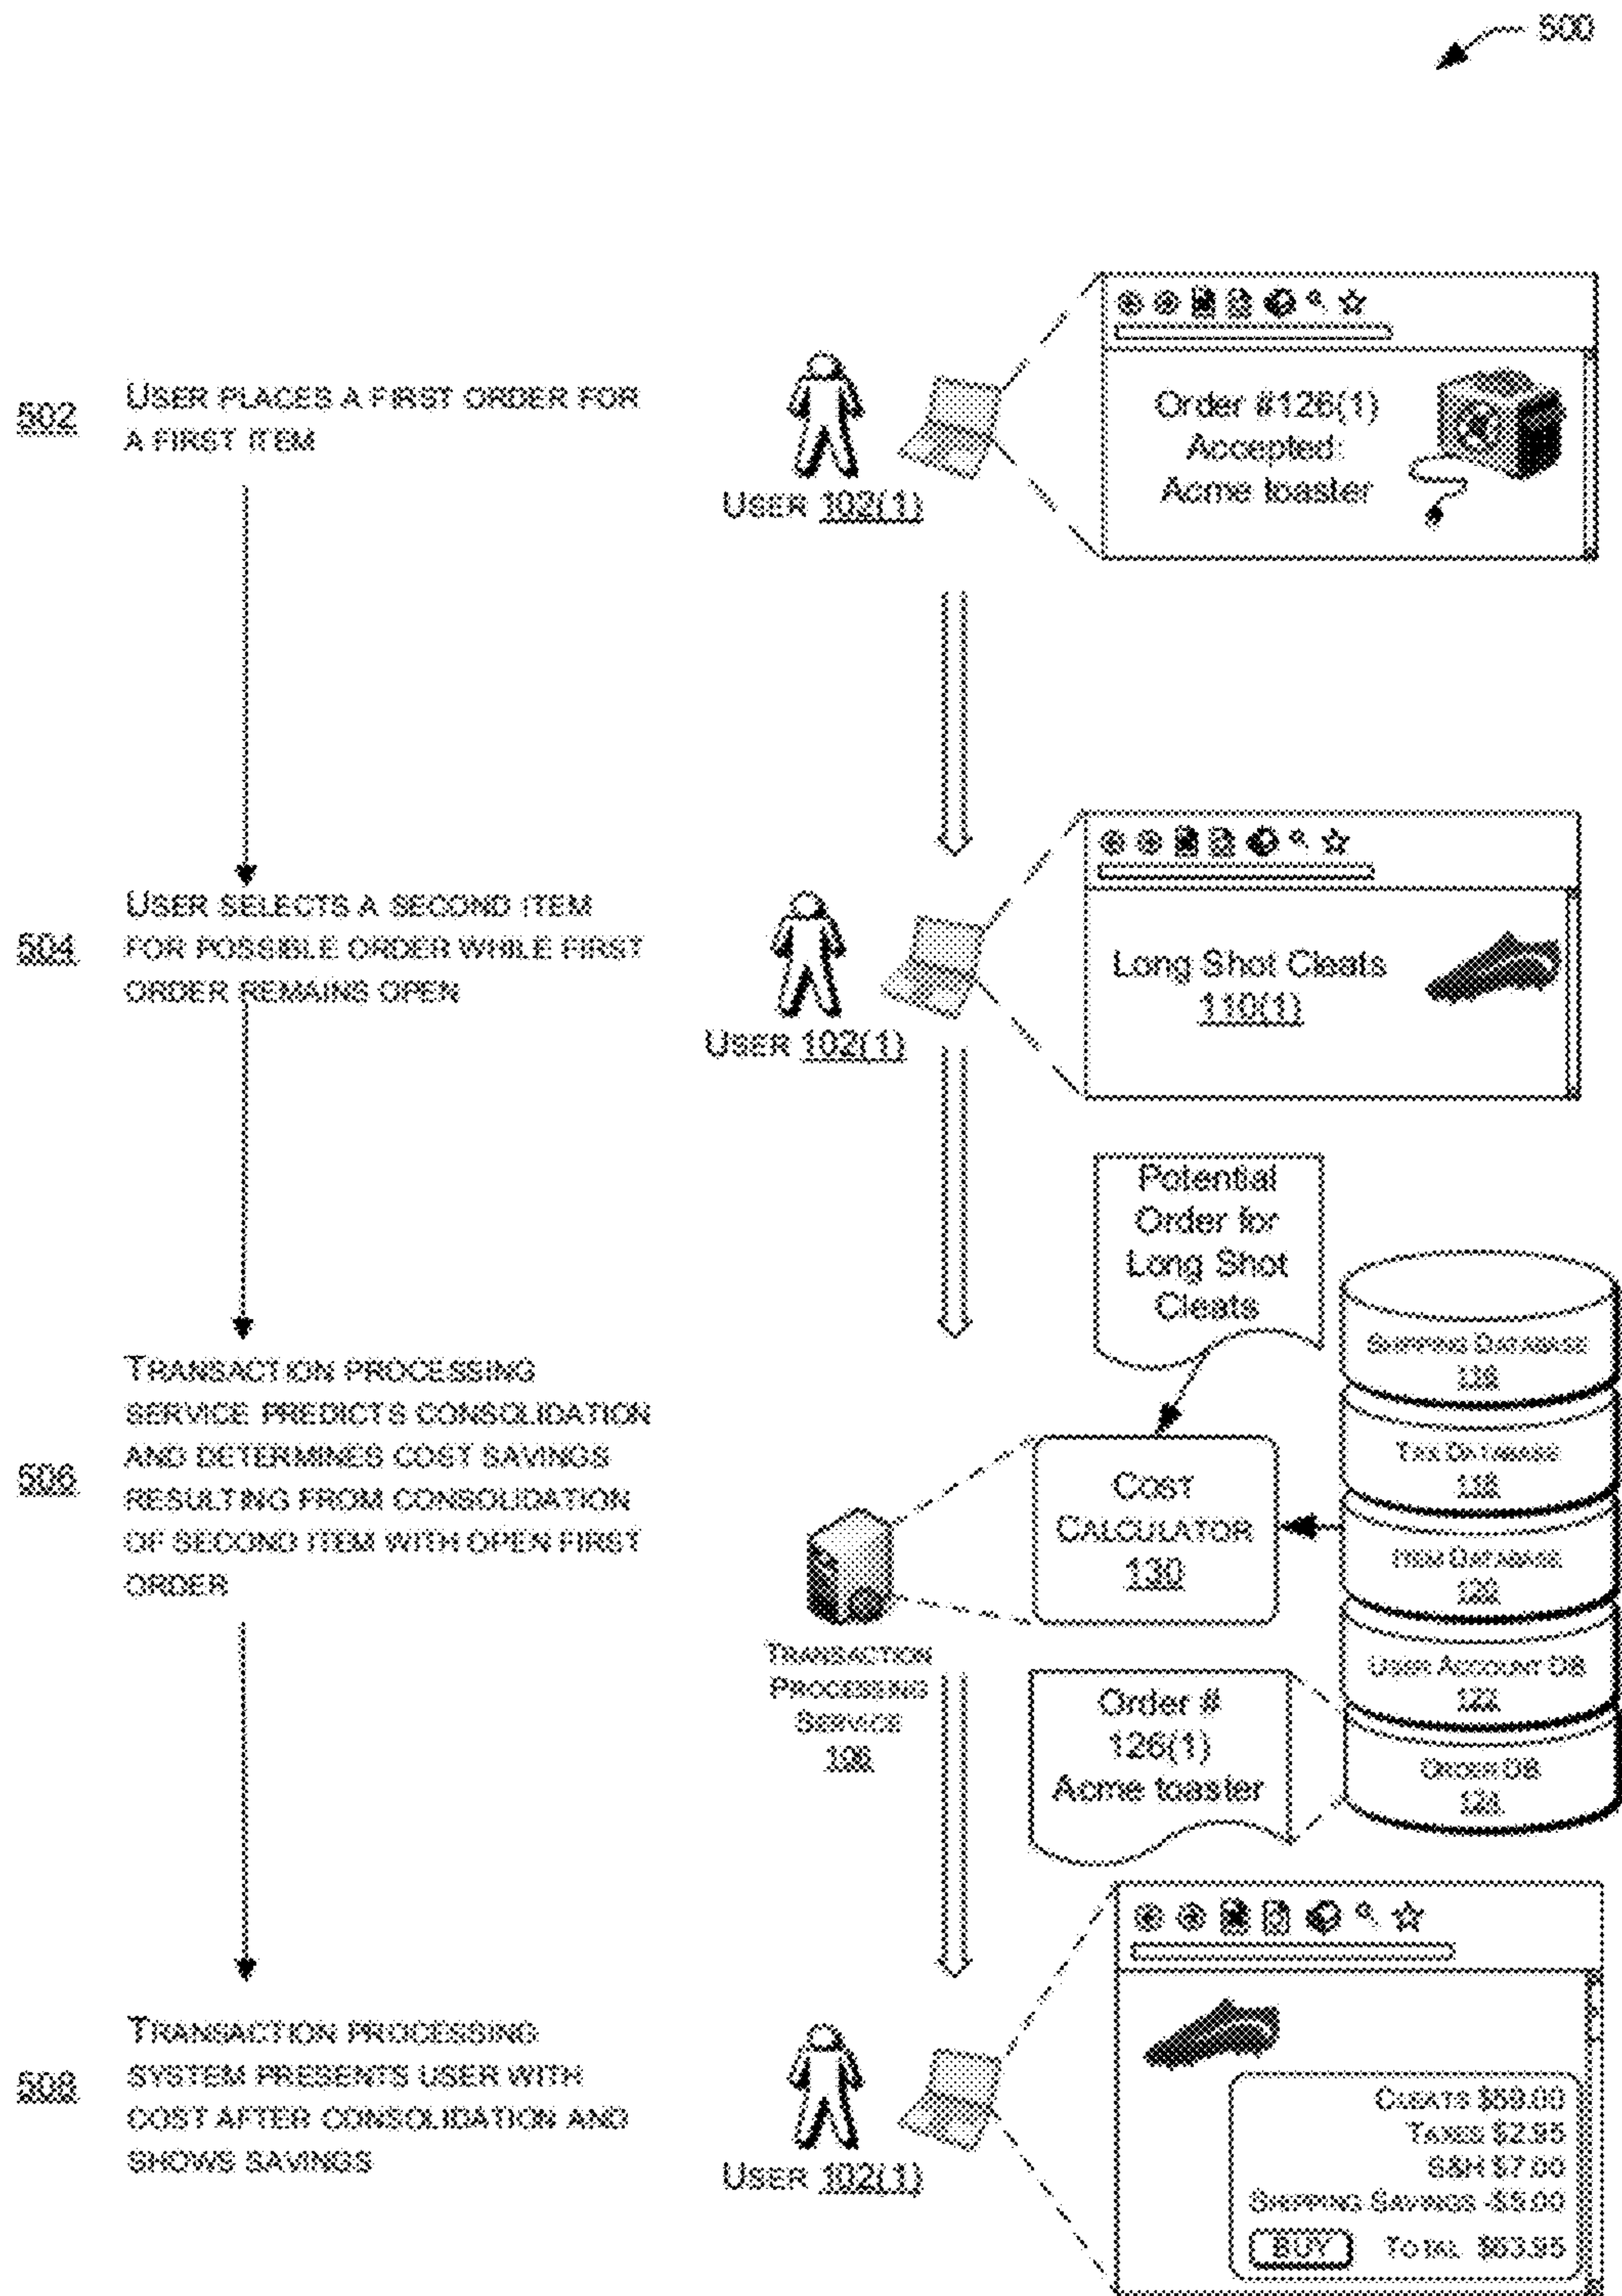 500
502
USER PLACES A FIRST ORDER FOR
A FIRST ITEM
USER 102(1)
Order #126(1)
Accepted:
Acme toaster
504
USER SELECTS A SECOND ITEM
FOR POSSIBLE ORDER WHILE FIRST
ORDER REMAINS OPEN
USER 102(1)
Long Shot Cleats
110(1)
506
TRANSACTION PROCESSING
SERVICE PREDICTS CONSOLIDATION
AND DETERMINES COST SAVINGS
RESULTING FROM CONSOLIDATION
OF SECOND ITEM WITH OPEN FIRST
ORDER
TRANSACTION
PROCESSING
SERVICE
Potential
Order for
Long Shot
Cleats
COST
CALCULATOR
130
SHIPPING DATABASE
TAX DATABASE
118
ITEM DATABASE
120
USER ACCOUNT DB
122
ORDER DB
124
Order #
126(1)
Acme toaster
508
TRANSACTION PROCESSING
SYSTEM PRESENTS USER WITH
COST AFTER CONSOLIDATION AND
SHOWS SAVINGS
USER 102(1)
CLEATS $59.00
TAXES $2.95
S&H $7.00
SHIPPING SAVINGS -$5.00
BUY TOTAL $63.95